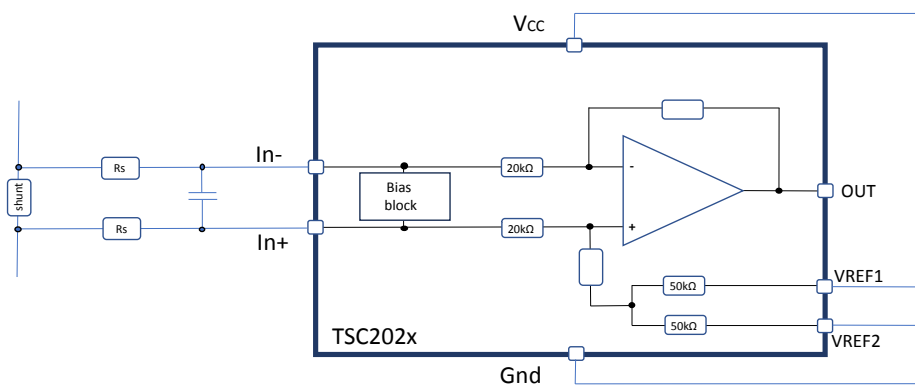 Vcc
Rs
In-
20kΩ
-
shunt
Bias
block
OUT
Rs
In+
20kΩ
+
50kΩ
VREF1
50kΩ
VREF2
TSC202x
Gnd